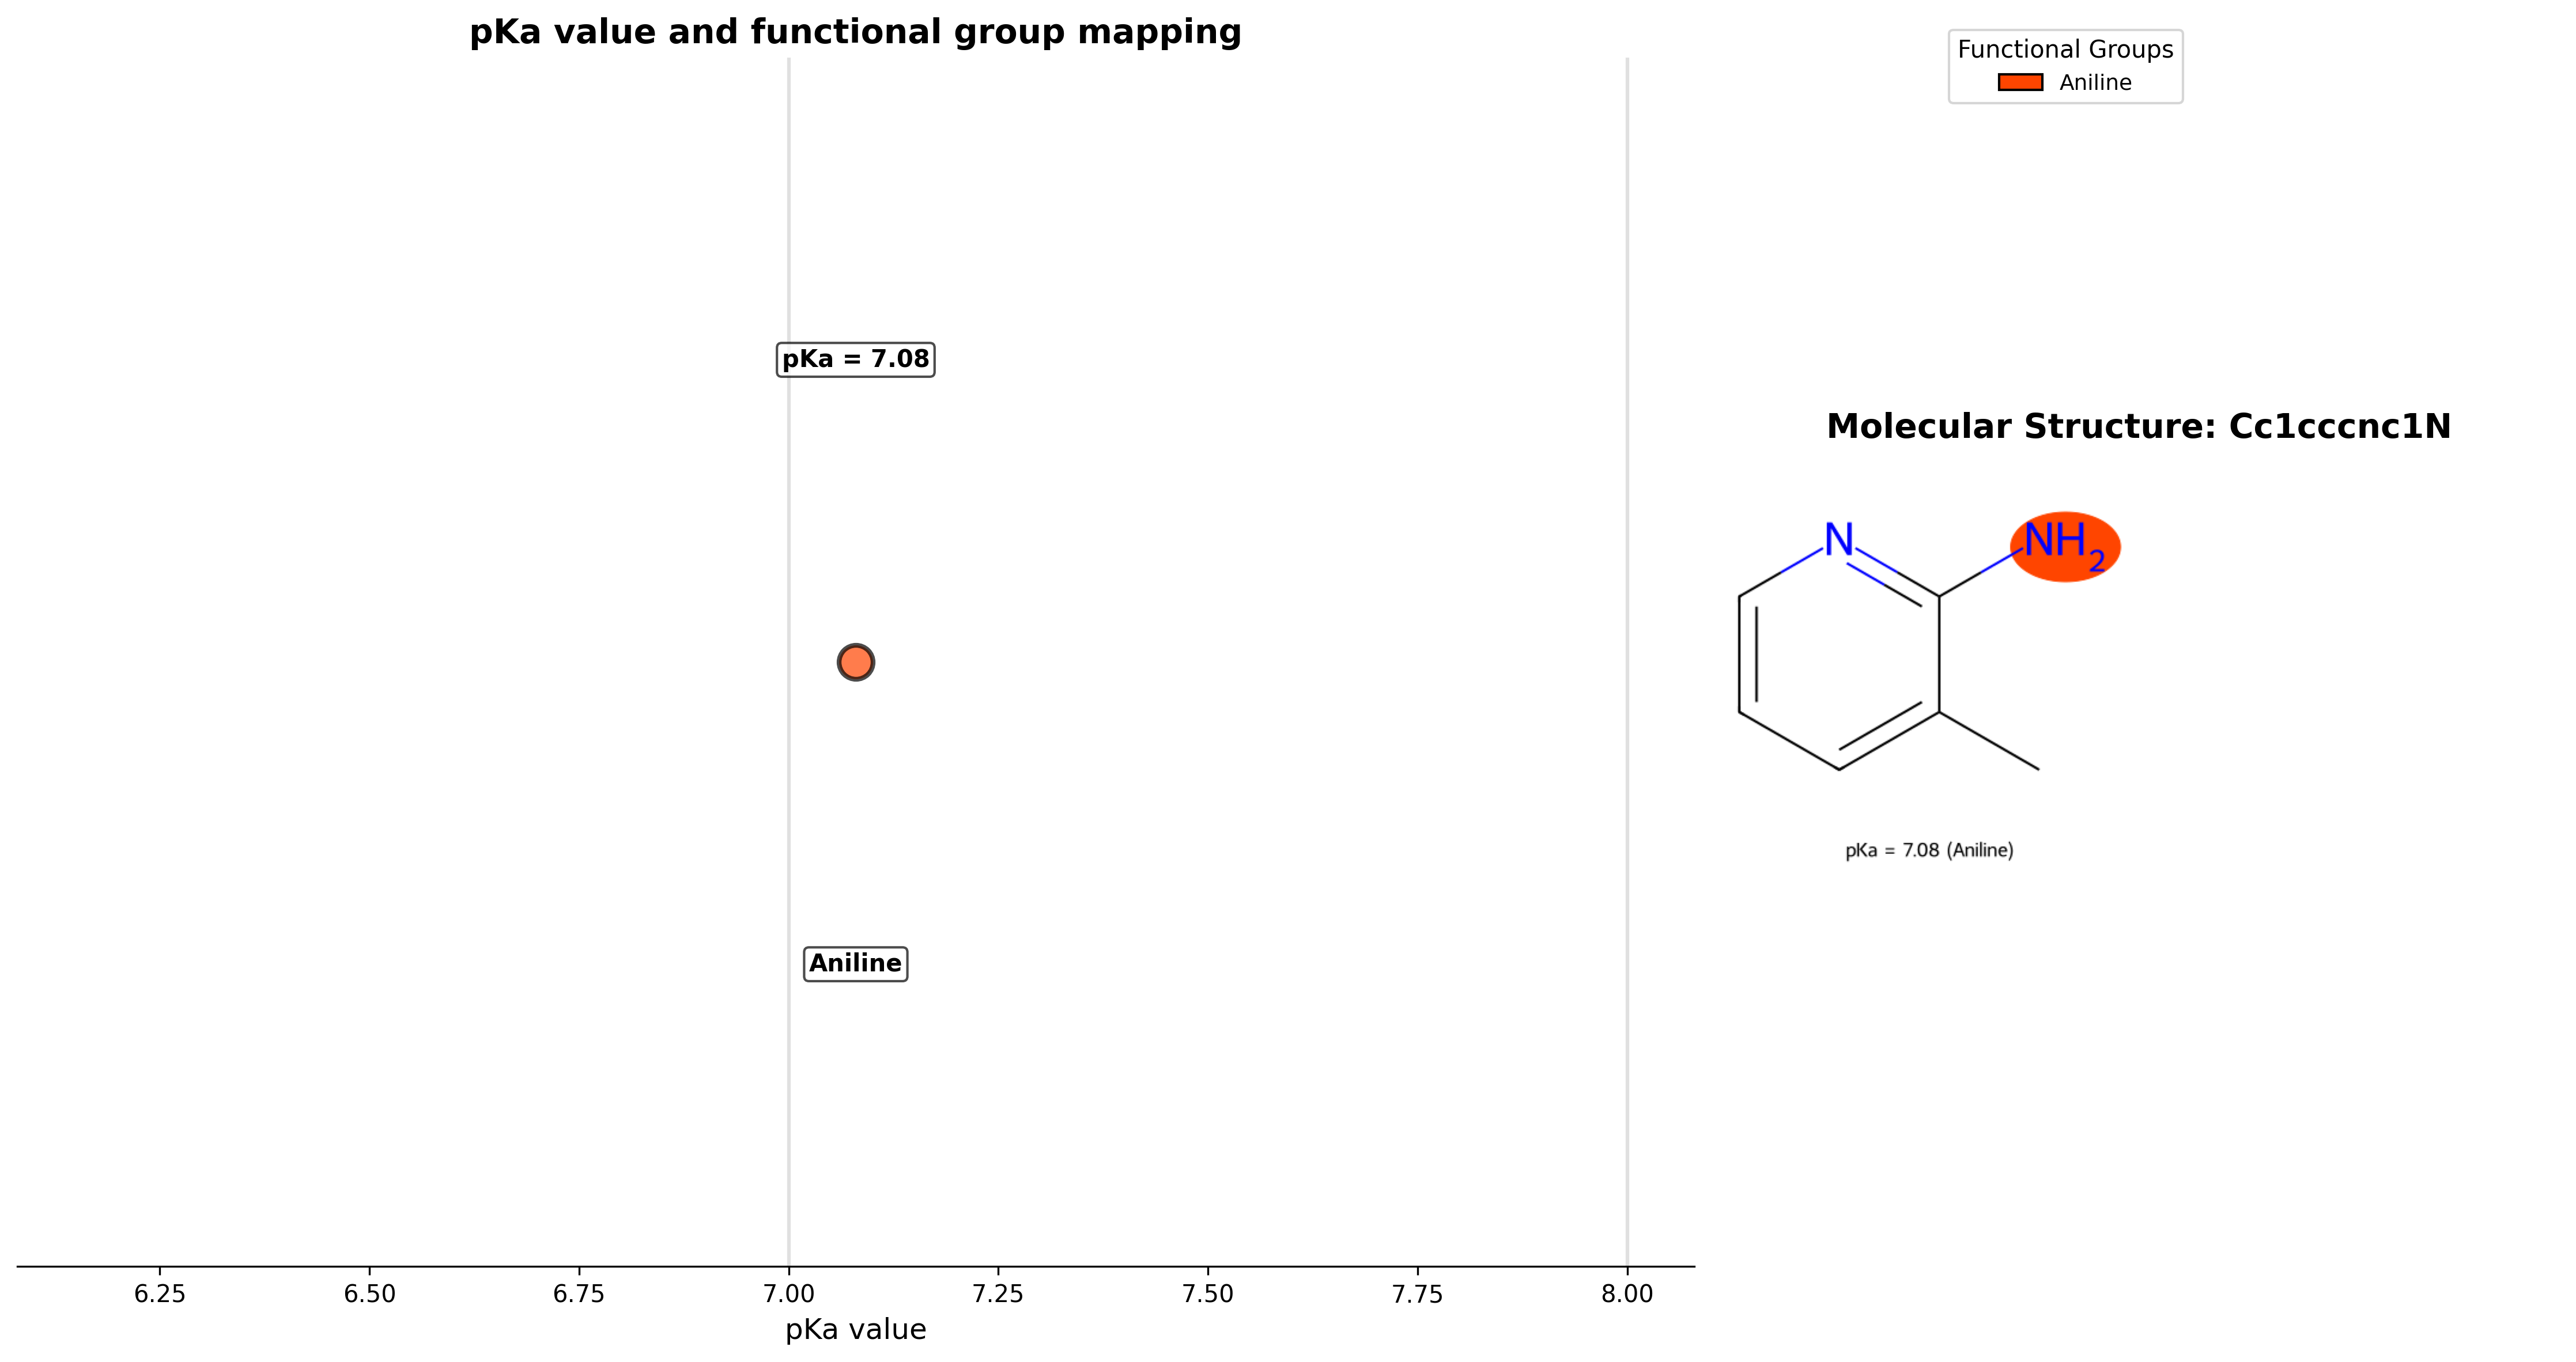 pKa value and functional group mapping
Functional Groups
Aniline
pKa = 7.08
Aniline
6.25 6.50 6.75 7.00 7.25 7.50 7.75 8.00
pKa value
Molecular Structure: Cc1cccnc1N
N
NH2
pKa = 7.08 (Aniline)